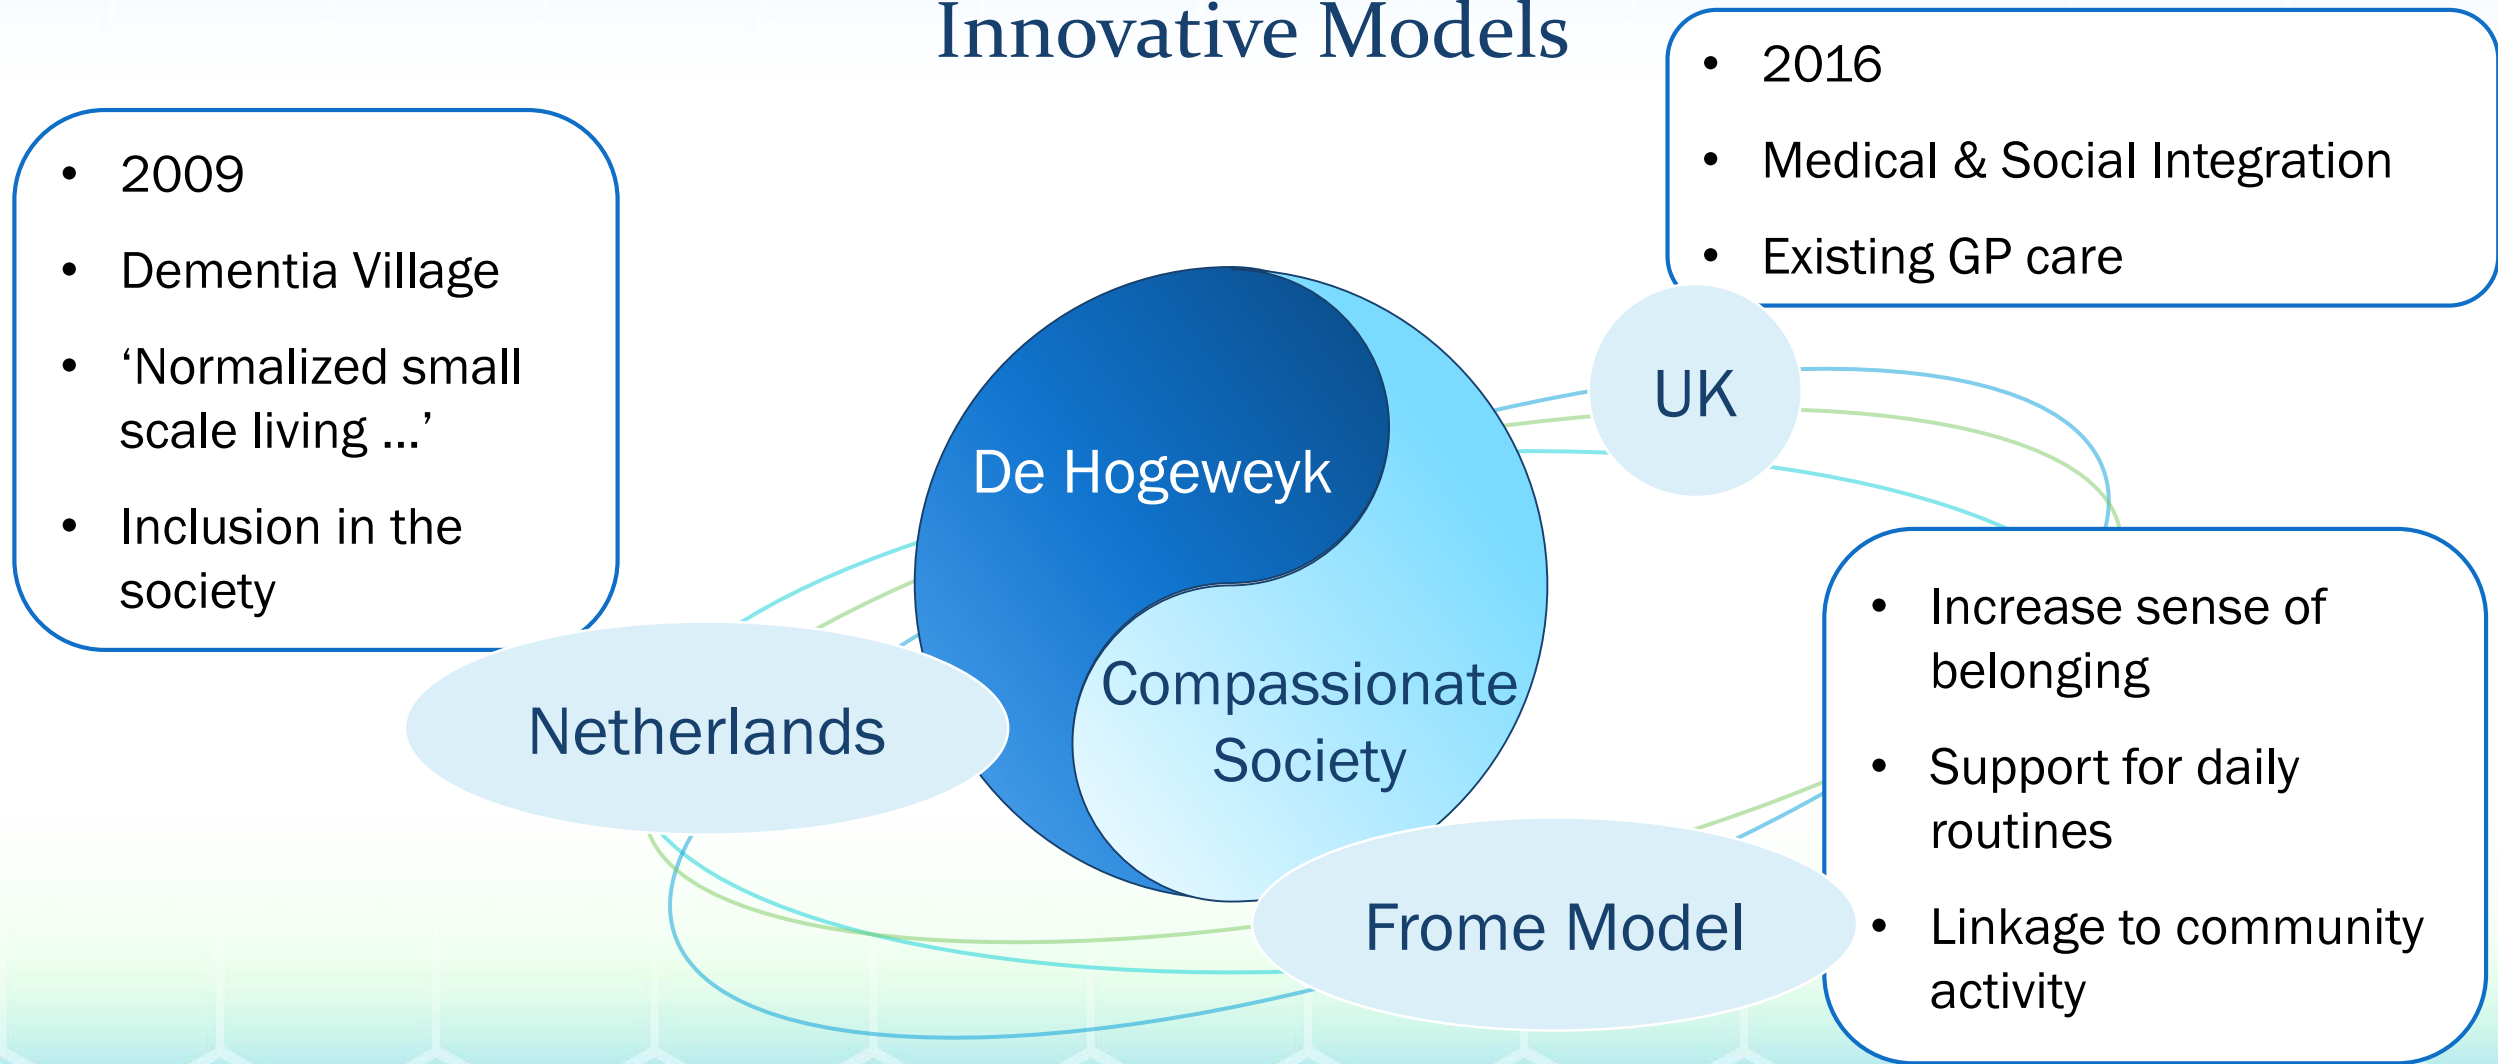 Innovative Models
• 2009
• Dementia Village
• ‘Normalized small
scale living ...’
• Inclusion in the
society
Netherlands
De Hogeweyk
Compassionate
Society
• 2016
• Medical & Social Integration
• Existing GP care
UK
Frome Model
• Increase sense of
belonging
• Support for daily
routines
• Linkage to community
activity